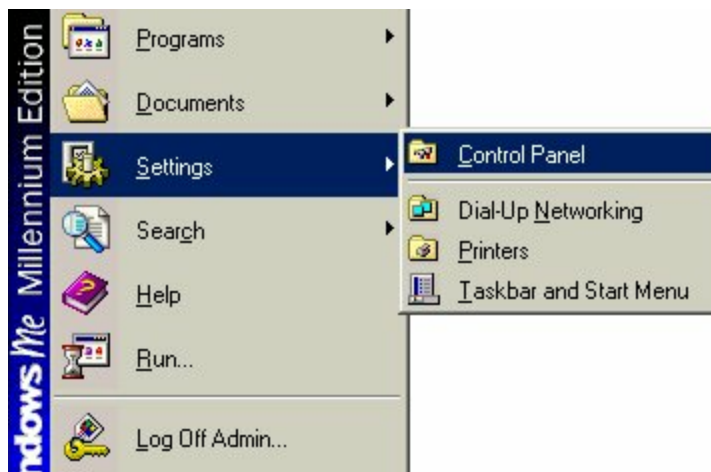 ndows Me Millennium Edition
Programs
Documents
Settings
Search
Help
Run...
Log Off Admin...
Control Panel
Dial-Up Networking
Printers
Taskbar and Start Menu